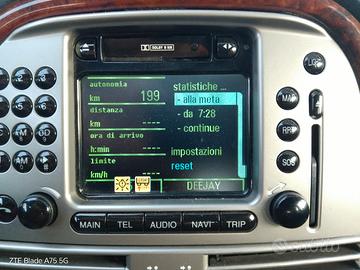 DOLBY B NR
autonomia
km 199
distanza
km ----
ora di arrivo
h:min --:--
limite
km/h ---
statistiche ...
- alla meta
- da 7:28
- continue
impostazioni
reset
DEEJAY
MAIN
TEL
AUDIO
NAVI
TRIP
MAP
RPT
SOS
ZTE Blade A75 5G
subito